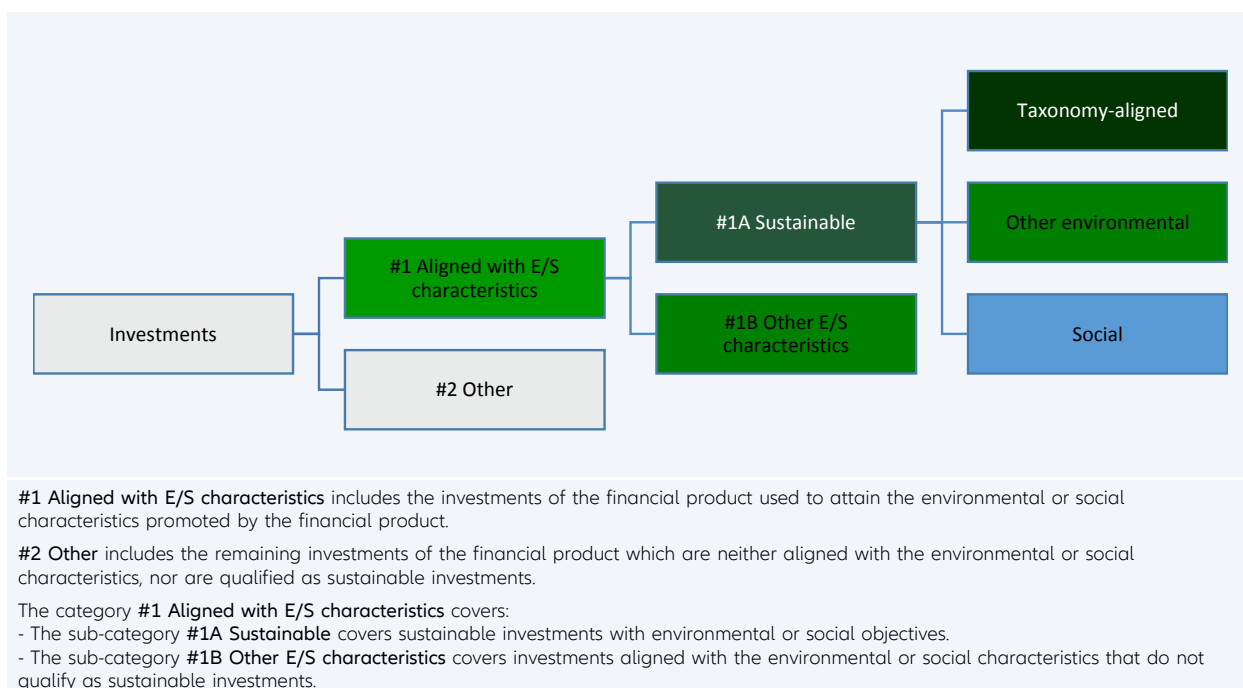 Taxonomy-aligned
#1A Sustainable
Other environmental
#1 Aligned with E/S
characteristics
Investments
#1B Other E/S
characteristics
Social
#2 Other
#1 Aligned with E/S characteristics includes the investments of the financial product used to attain the environmental or social
characteristics promoted by the financial product.
#2 Other includes the remaining investments of the financial product which are neither aligned with the environmental or social
characteristics, nor are qualified as sustainable investments.
The category #1 Aligned with E/S characteristics covers:
- The sub-category #1A Sustainable covers sustainable investments with environmental or social objectives.
- The sub-category #1B Other E/S characteristics covers investments aligned with the environmental or social characteristics that do not
qualify as sustainable investments.